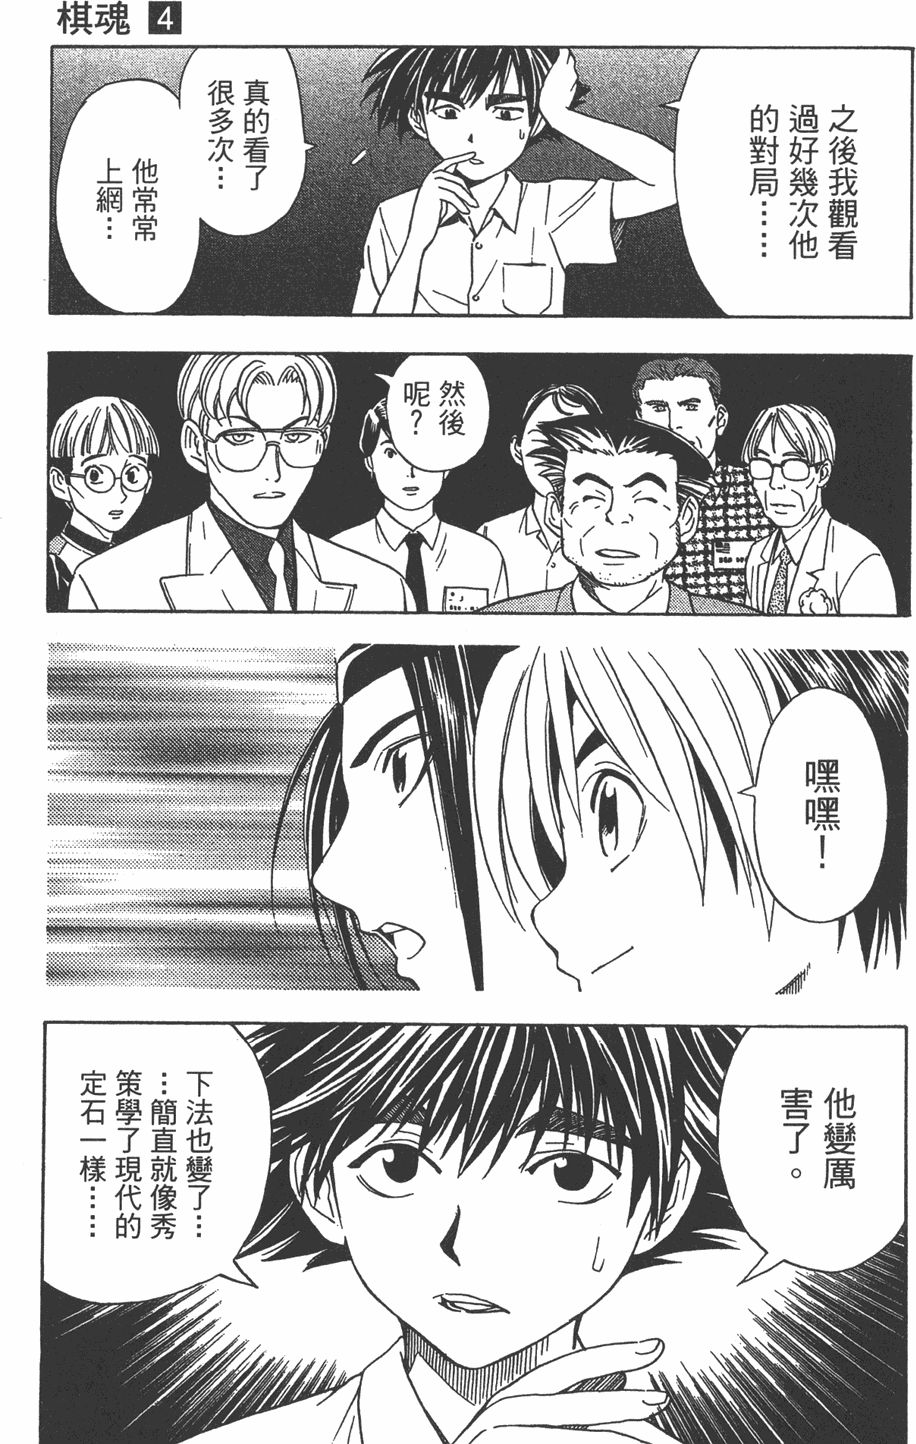 棋魂 4
之後我觀看
過好幾次他
的對局……
真的看了
很多次…
他常常
上網…
然後
呢?
嘿嘿!
他變厲
害了。
下法也變了…
…簡直就像秀
策學了現代的
定石一樣……